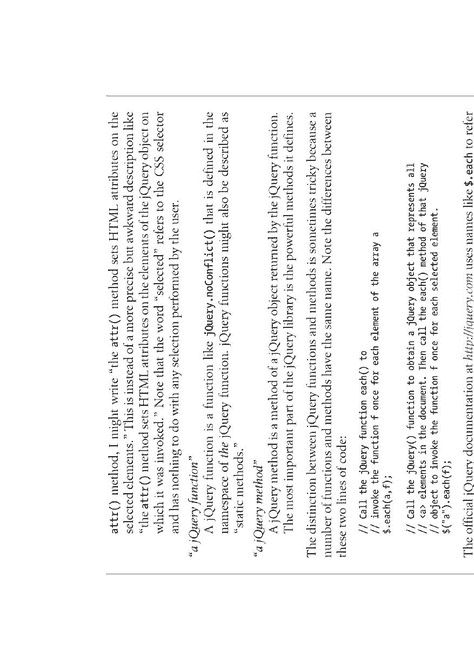 attr() method, I might write “the attr() method sets HTML attributes on the
selected elements.” This is instead of a more precise but awkward description like
“the attr() method sets HTML attributes on the elements of the jQuery object on
which it was invoked.” Note that the word “selected” refers to the CSS selector
and has nothing to do with any selection performed by the user.
“a jQuery function”
A jQuery function is a function like jQuery.noConflict() that is defined in the
namespace of the jQuery function. jQuery functions might also be described as
“static methods.”
“a jQuery method”
A jQuery method is a method of a jQuery object returned by the jQuery function.
The most important part of the jQuery library is the powerful methods it defines.
The distinction between jQuery functions and methods is sometimes tricky because a
number of functions and methods have the same name. Note the differences between
these two lines of code:
// Call the jQuery function each() to
// invoke the function f once for each element of the array a
$.each(a,f);
// Call the jQuery() function to obtain a jQuery object that represents all
// <a> elements in the document. Then call the each() method of that jQuery
// object to invoke the function f once for each selected element.
$("a").each(f);
The official jQuery documentation at http://jquery.com uses names like $.each to refer